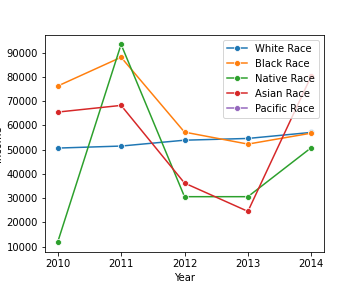 White Race
Black Race
Native Race
Asian Race
Pacific Race
90000
80000
70000
60000
50000
40000
30000
20000
10000
2010 2011 2012 2013 2014
Year